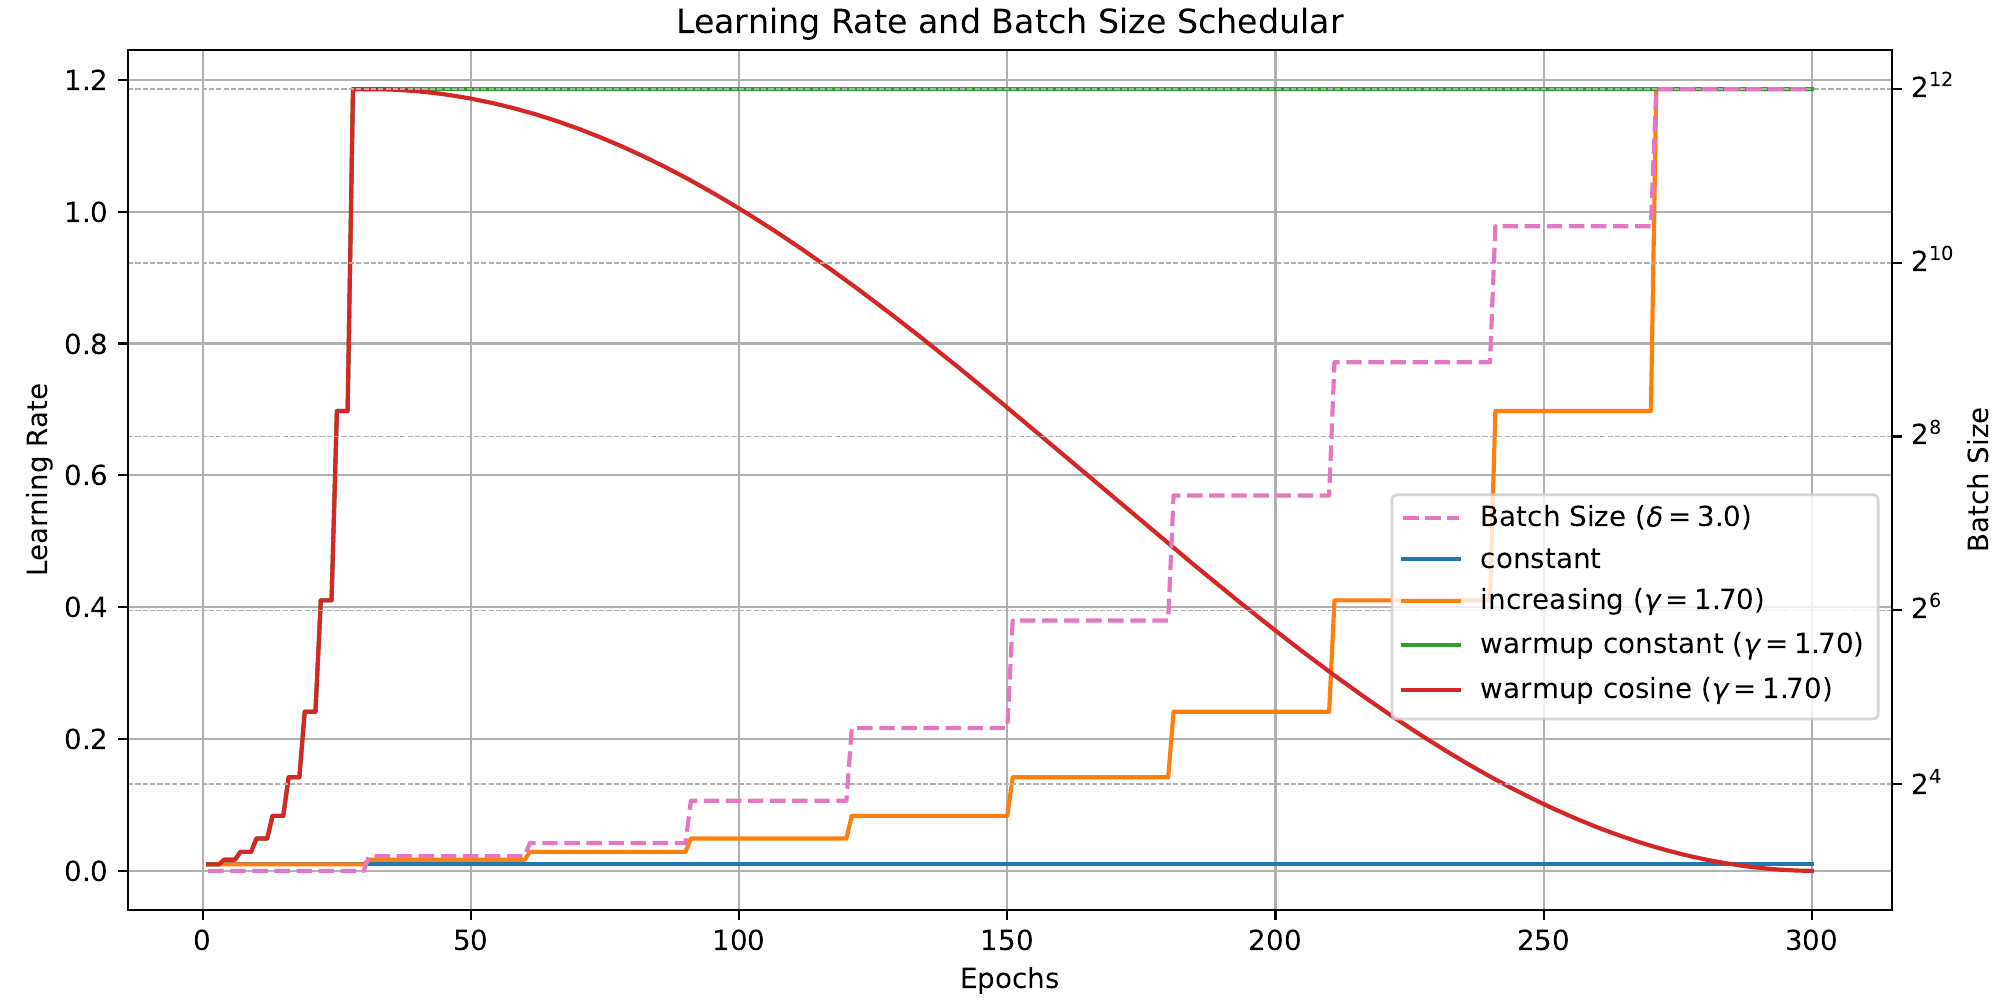 Learning Rate and Batch Size Schedular
1.2
1.0
0.8
0.6
0.4
0.2
0.0
Learning Rate
2^12
2^10
2^8
2^6
2^4
Batch Size
Batch Size (δ = 3.0)
constant
increasing (γ = 1.70)
warmup constant (γ = 1.70)
warmup cosine (γ = 1.70)
0 50 100 150 200 250 300
Epochs